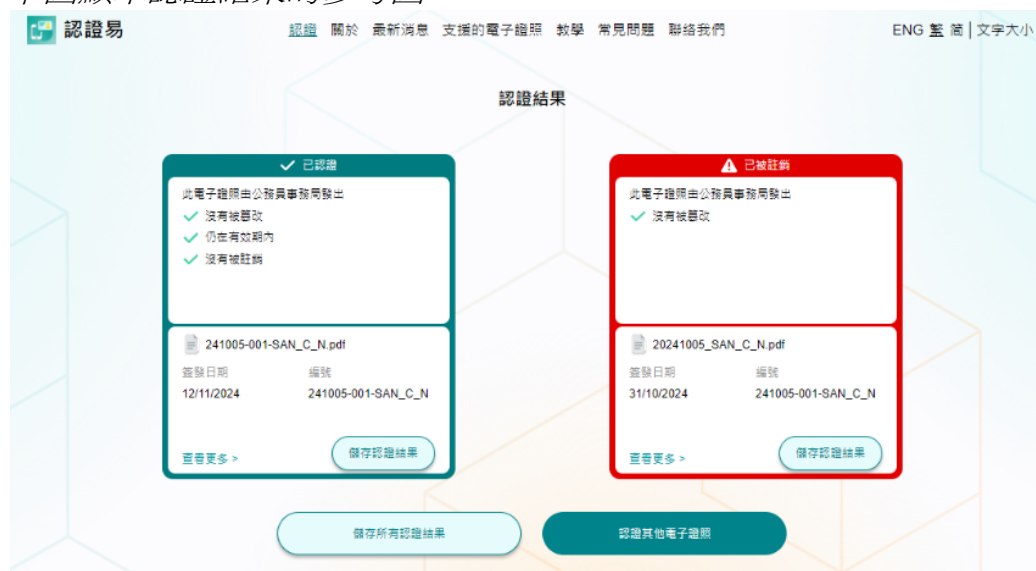 認證易
認證 關於 最新消息 支援的電子證照 教學 常見問題 聯絡我們
ENG 繁 简 | 文字大小
認證結果
已認證
此電子證照由公務員事務局發出
沒有被篡改
仍在有效期內
沒有被註銷
241005-001-SAN_C_N.pdf
簽發日期 編號
12/11/2024 241005-001-SAN_C_N
查看更多 > 儲存認證結果
已被註銷
此電子證照由公務員事務局發出
沒有被篡改
20241005_SAN_C_N.pdf
簽發日期 編號
31/10/2024 241005-001-SAN_C_N
查看更多 > 儲存認證結果
儲存所有認證結果 認證其他電子證照